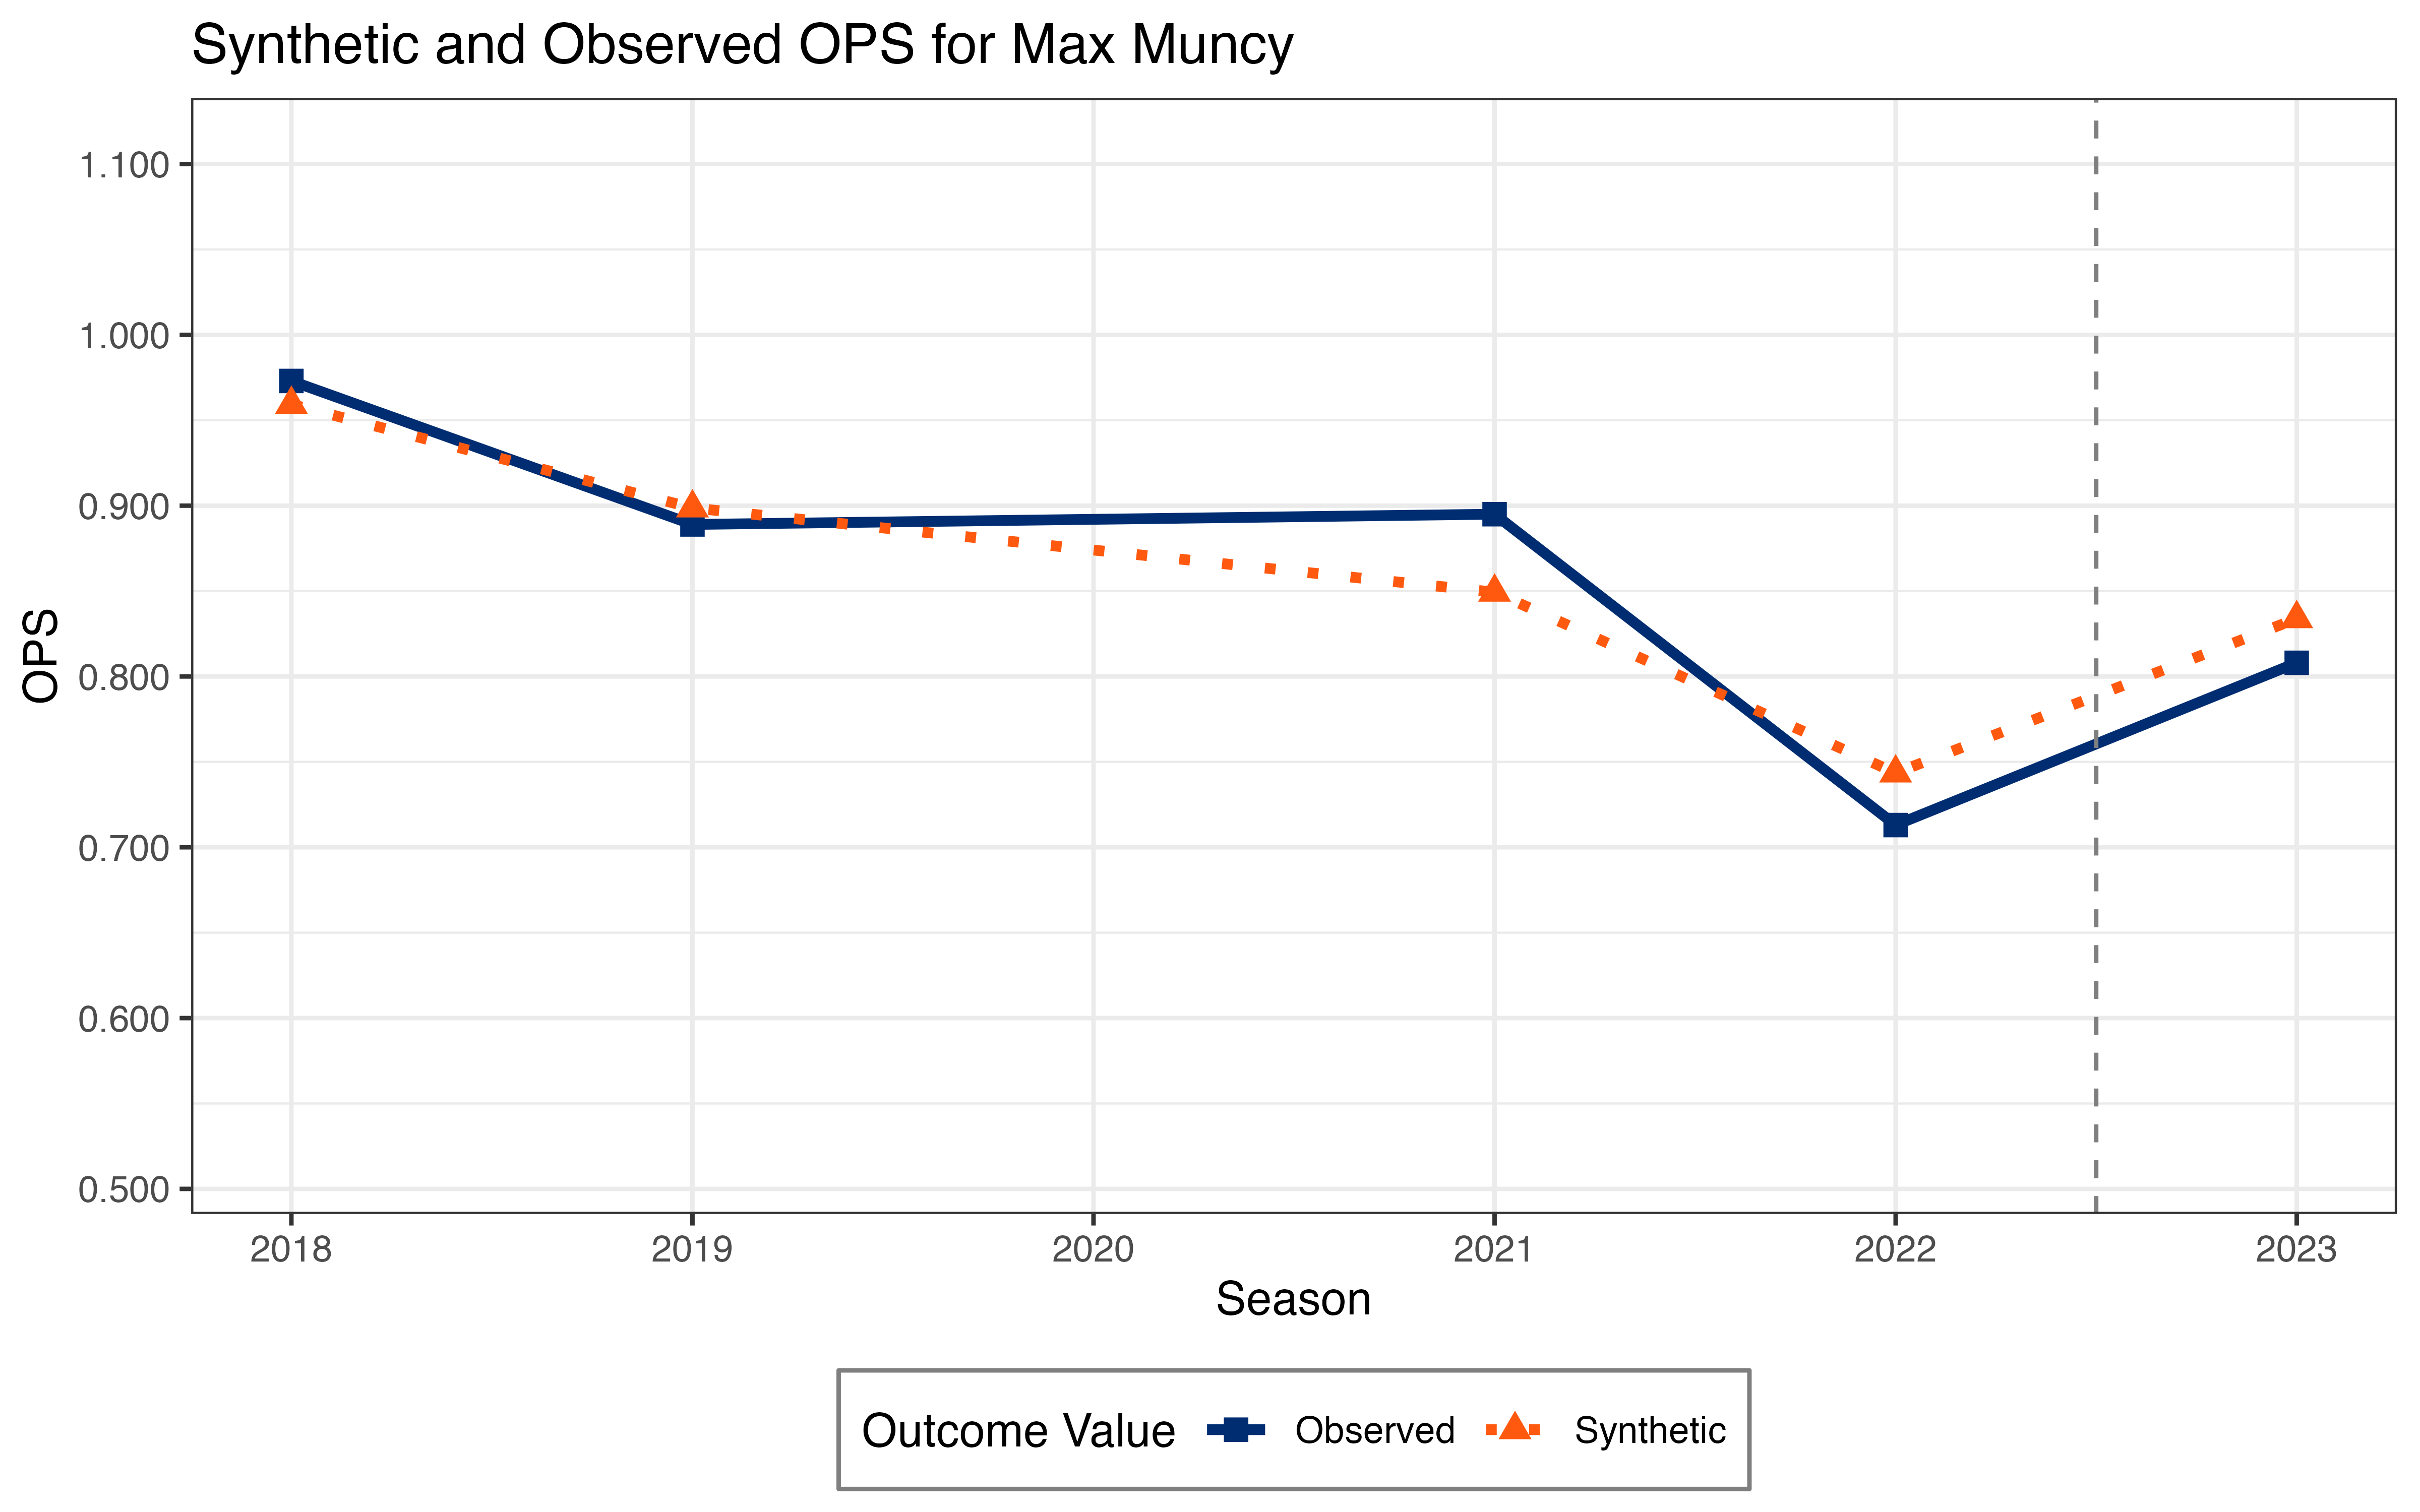 Synthetic and Observed OPS for Max Muncy
OPS
1.100
1.000
0.900
0.800
0.700
0.600
0.500
2018 2019 2020 2021 2022 2023
Season
Outcome Value Observed Synthetic